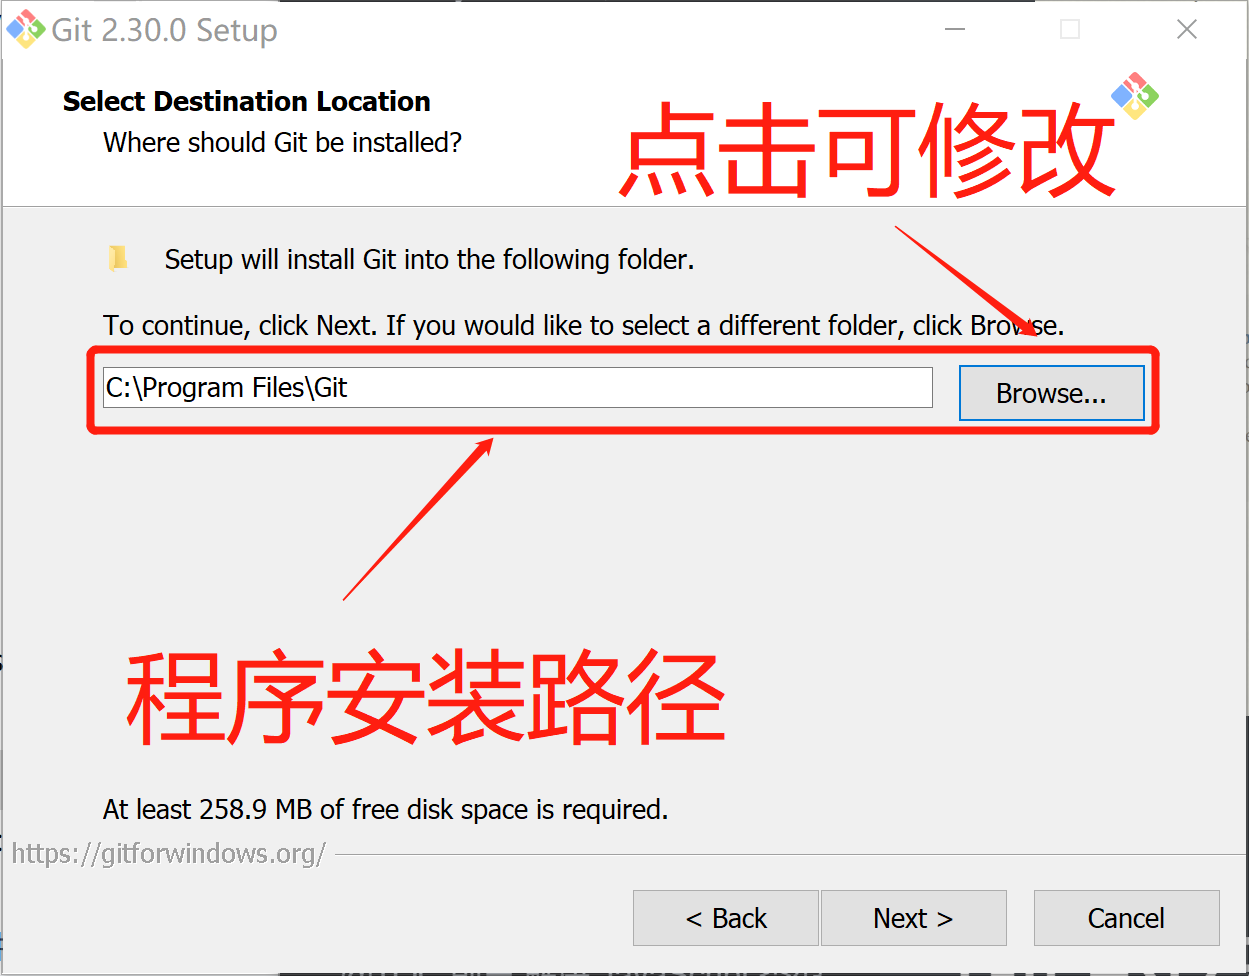 Git 2.30.0 Setup
Select Destination Location
Where should Git be installed?
点击可修改
Setup will install Git into the following folder.
To continue, click Next. If you would like to select a different folder, click Browse.
C:\Program Files\Git
Browse...
程序安装路径
At least 258.9 MB of free disk space is required.
https://gitforwindows.org/
< Back
Next >
Cancel